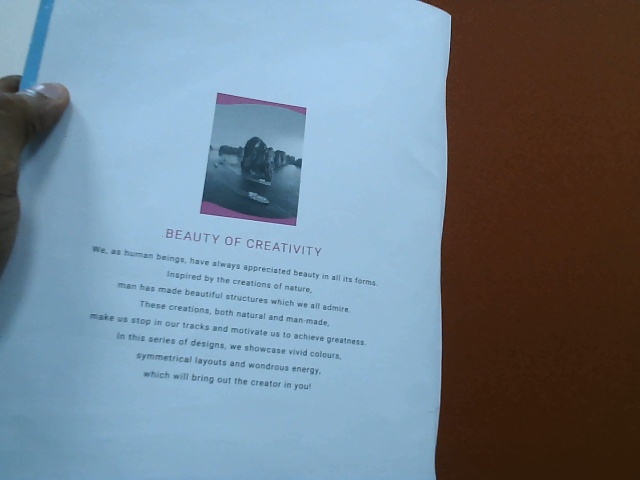 BEAUTY OF CREATIVITY
We, as human beings, have always appreciated beauty in all its forms.
Inspired by the creations of nature,
man has made beautiful structures which we all admire.
These creations, both natural and man-made,
make us stop in our tracks and motivate us to achieve greatness.
In this series of designs, we showcase vivid colours,
symmetrical layouts and wondrous energy,
which will bring out the creator in you!